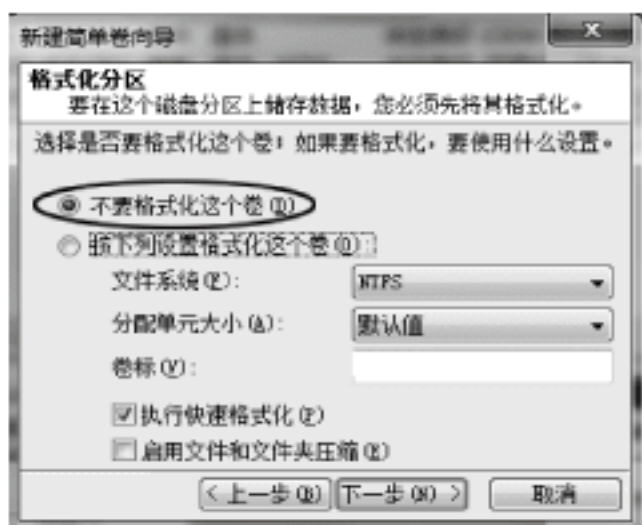 新建简单卷向导
格式化分区
要在这个磁盘分区上储存数据，您必须先将其格式化。
选择是否要格式化这个卷；如果要格式化，要使用什么设置。
不要格式化这个卷(D)
按下列设置格式化这个卷(O):
文件系统(F): NTFS
分配单元大小(A): 默认值
卷标(V):
执行快速格式化(P)
启用文件和文件夹压缩(E)
<上一步(B) 下一步(N)> 取消